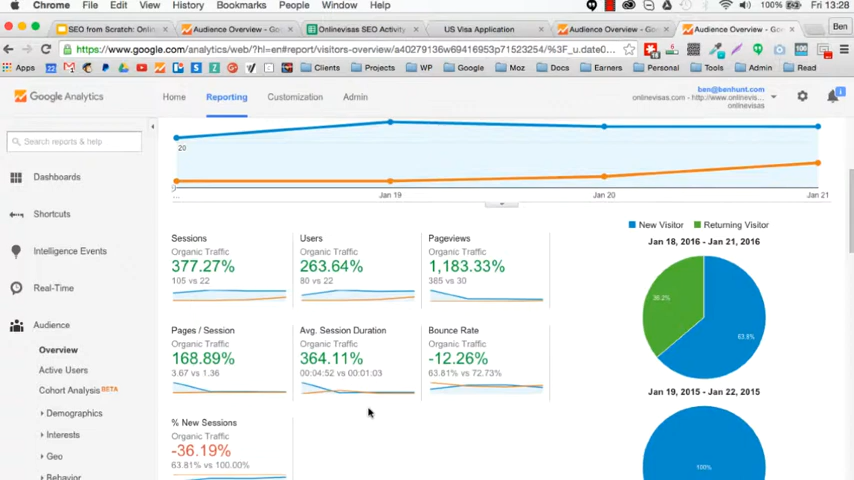 Chrome File Edit View History Bookmarks People Window Help 100% Fri 13:28
SEO from Scratch: Onlin Audience Overview - Goo Onlinevisas SEO Activity US Visa Application Audience Overview - Goo Audience Overview - Goo Ben
https://www.google.com/analytics/web/?hl=en#report/visitors-overview/a40279136w69416953p71523254/%3F_u.date0
Apps Clients Projects WP Google Moz Docs Earners Personal Tools Admin Read
Google Analytics Home Reporting Customization Admin
ben@benhunt.com
onlinevisas.com - http://www.onlinevisas.com...
onlinevisas
Search reports & help
Dashboards
Shortcuts
Intelligence Events
Real-Time
Audience
Overview
Active Users
Cohort Analysis BETA
Demographics
Interests
Geo
Behavior
20
... Jan 19 Jan 20 Jan 21
Sessions Users Pageviews
Organic Traffic Organic Traffic Organic Traffic
377.27% 263.64% 1,183.33%
105 vs 22 80 vs 22 385 vs 30
Pages / Session Avg. Session Duration Bounce Rate
Organic Traffic Organic Traffic Organic Traffic
168.89% 364.11% -12.26%
3.67 vs 1.36 00:04:52 vs 00:01:03 63.81% vs 72.73%
% New Sessions
Organic Traffic
-36.19%
63.81% vs 100.00%
New Visitor Returning Visitor
Jan 18, 2016 - Jan 21, 2016
36.2%
63.8%
Jan 19, 2015 - Jan 22, 2015
100%